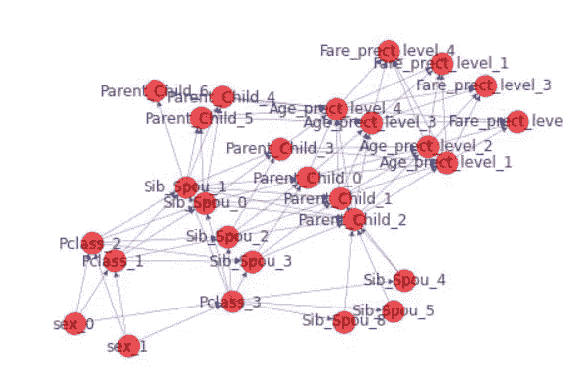 Fare_prect_level_4
Fare_prect_level_1
Fare_prect_level_3
Parent_Child_6
Parent_Child_4
Age_prect_level_4
Parent_Child_5
Age_prect_level_3
Fare_prect_leve
Parent_Child_3
Age_prect_level_2
Age_prect_level_1
Parent_Child_0
Sib_Spou_1
Sib_Spou_0
Parent_Child_1
Parent_Child_2
Sib_Spou_2
Pclass_2
Pclass_1
Sib_Spou_3
Sib_Spou_4
Pclass_3
Sib_Spou_5
Sib_Spou_8
sex_0
sex_1